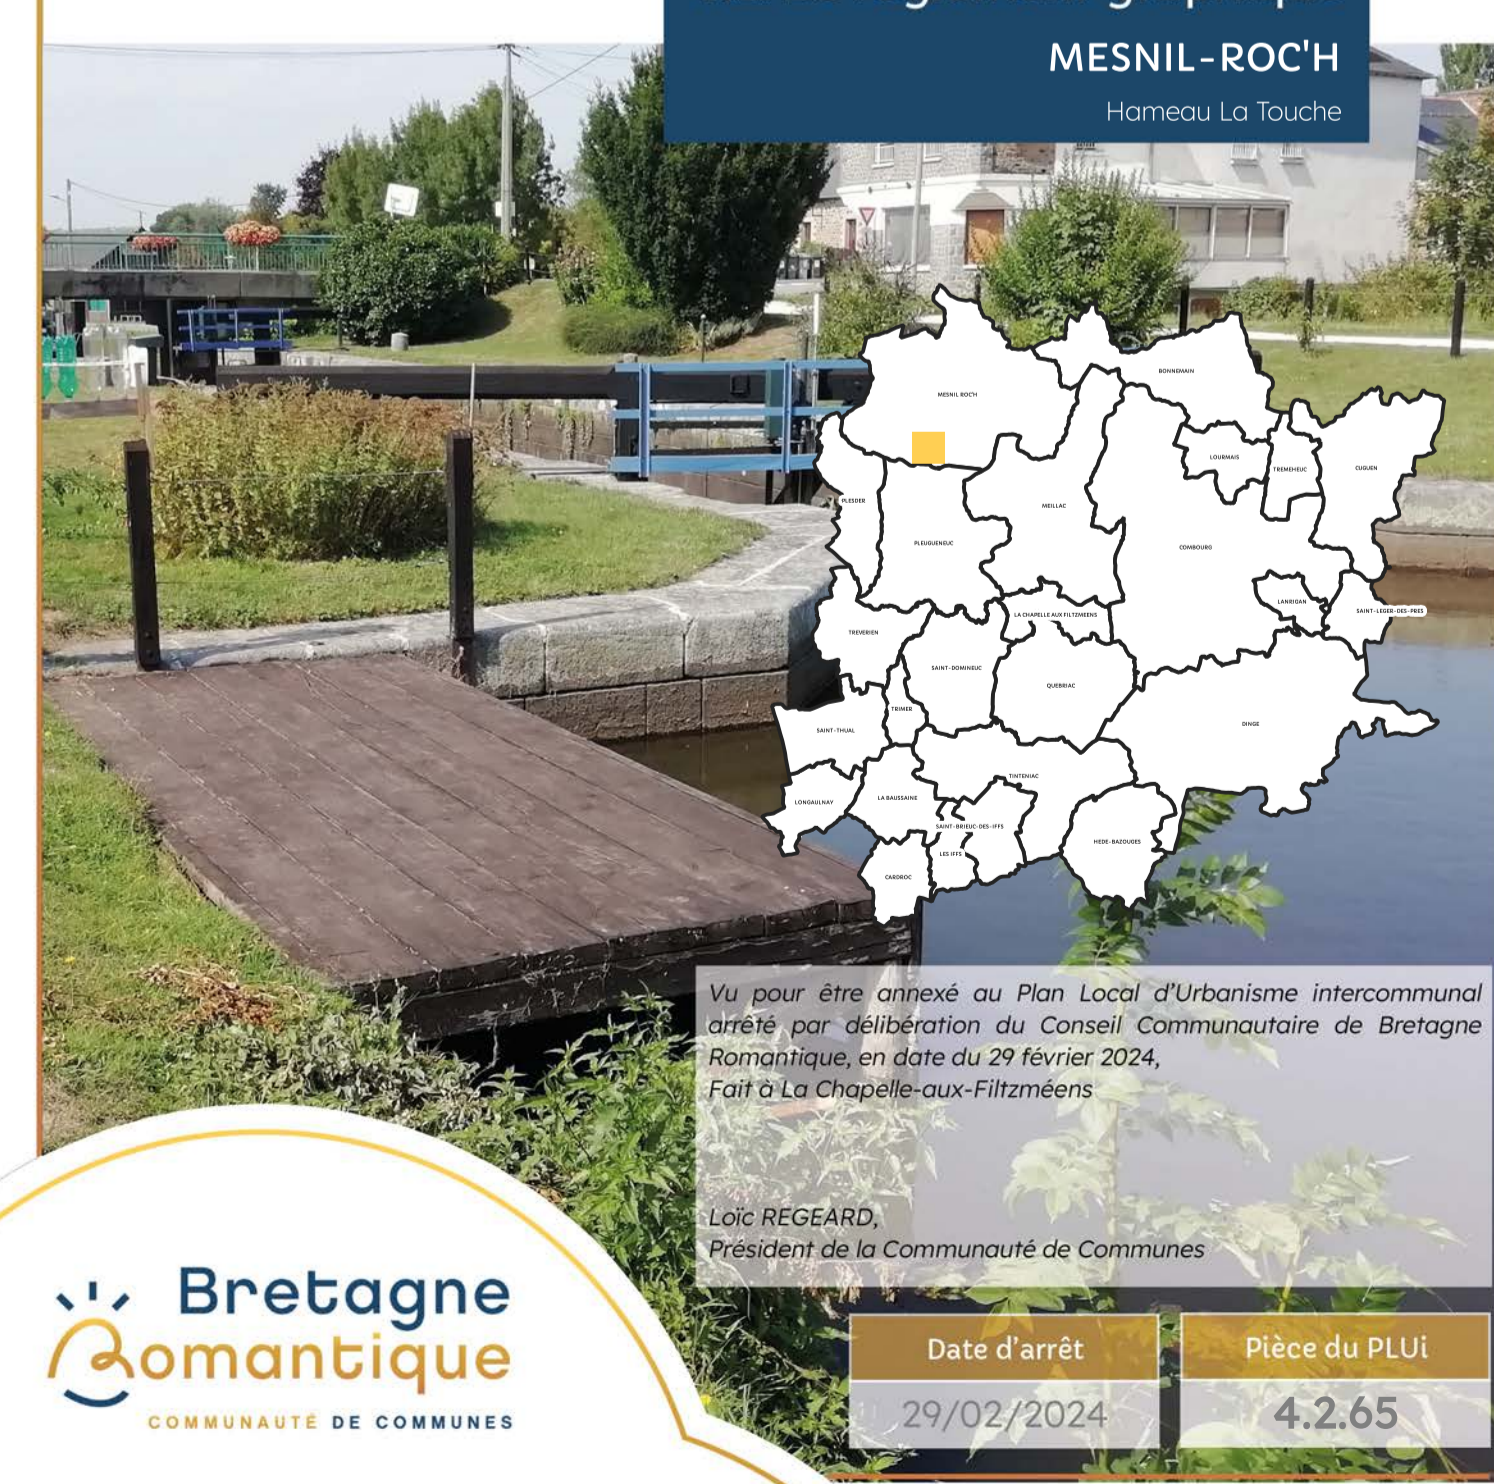 MESNIL-ROC'H
Hameau La Touche
MESNIL ROC'H
BONNEMAIN
LOURMAIS
TREMEHEUC
CUGUEN
PLESDER
MEILLAC
PLEUGUENEUC
COMBOURG
LANRIGAN
SAINT-LEGER-DES-PRES
LA CHAPELLE AUX FILTZMEENS
TREVERIEN
SAINT-DOMINEUC
QUEBRIAC
TRIMER
DINGE
SAINT-THUAL
TINTENIAC
LONGAULNAY
LA BAUSSAINE
SAINT-BRIEUC-DES-IFFS
HEDE-BAZOUGES
LES IFFS
CARDROC
Vu pour être annexé au Plan Local d'Urbanisme intercommunal
arrêté par délibération du Conseil Communautaire de Bretagne
Romantique, en date du 29 février 2024,
Fait à La Chapelle-aux-Filtzméens
Loïc REGEARD,
Président de la Communauté de Communes
Bretagne
Romantique
COMMUNAUTÉ DE COMMUNES
Date d'arrêt
29/02/2024
Pièce du PLUi
4.2.65